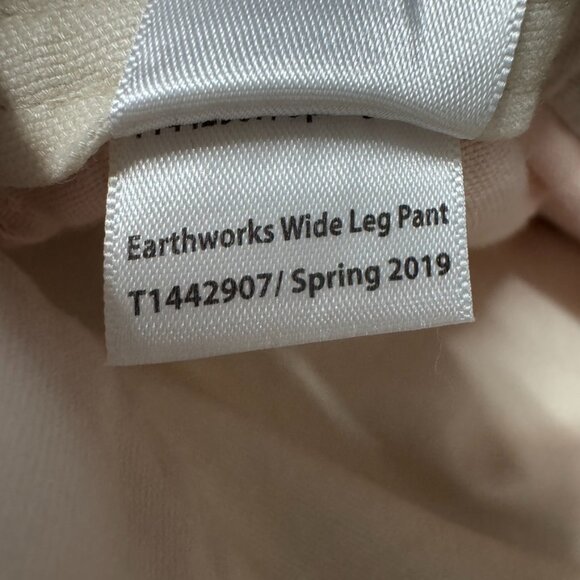 Earthworks Wide Leg Pant
T1442907/ Spring 2019